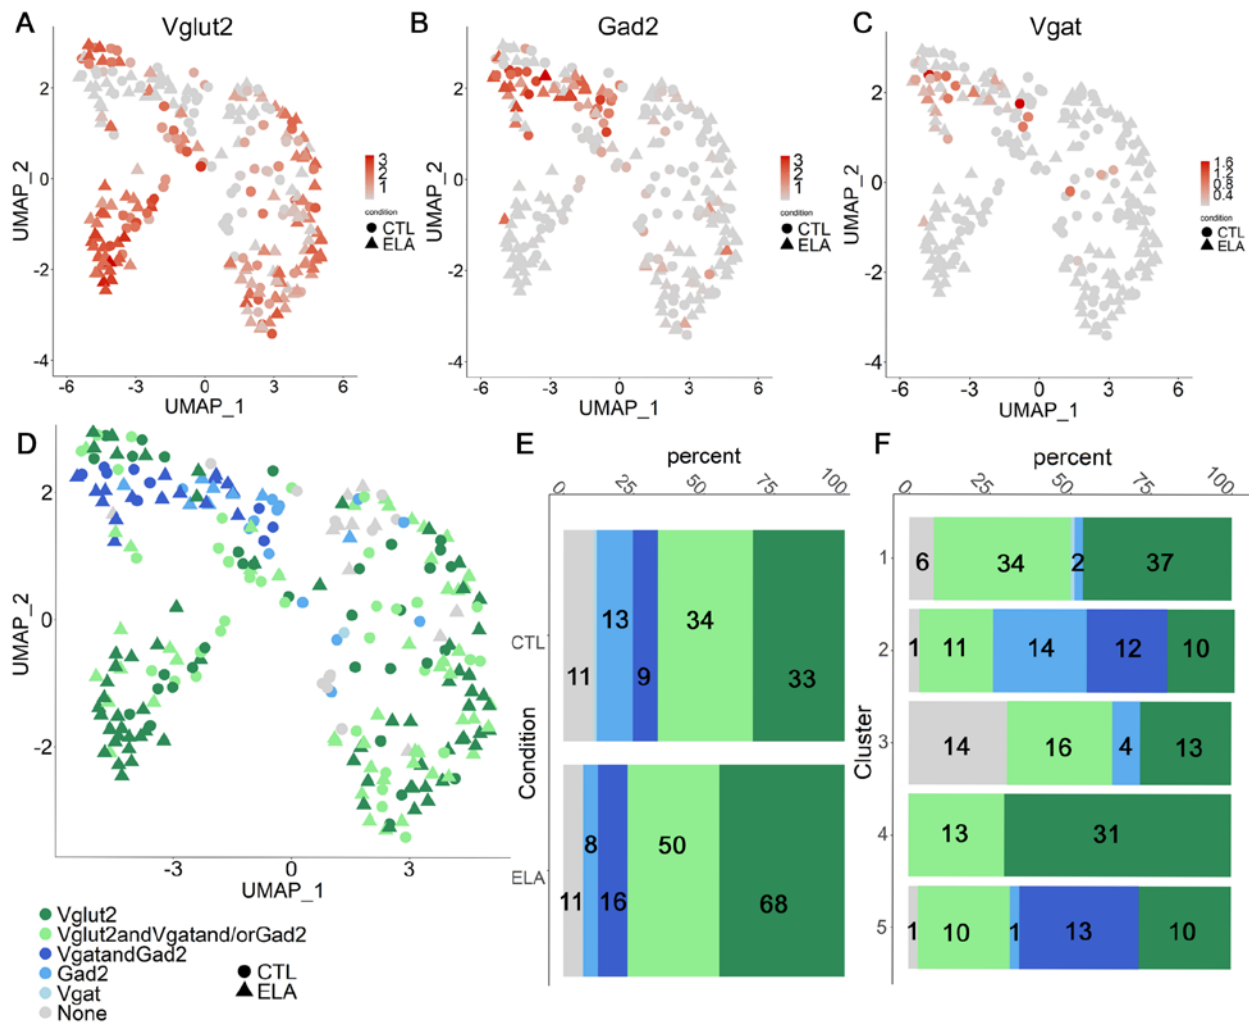 A
Vglut2
UMAP_2
2
0
-2
-4
-6
-3
0
3
6
UMAP_1
3
2
1
condition
CTL
ELA
B
Gad2
UMAP_2
2
0
-2
-4
-6
-3
0
3
6
UMAP_1
3
2
1
condition
CTL
ELA
C
Vgat
UMAP_2
2
0
-2
-4
-6
-3
0
3
6
UMAP_1
1.6
1.2
0.8
0.4
condition
CTL
ELA
D
UMAP_2
2
0
-2
-3
0
3
UMAP_1
Vglut2
Vglut2andVgatand/orGad2
VgatandGad2
Gad2
Vgat
None
CTL
ELA
E
percent
0
25
50
75
100
Condition
CTL
11
13
9
34
33
ELA
11
8
16
50
68
F
percent
0
25
50
75
100
Cluster
1
6
34
2
37
2
1
11
14
12
10
3
14
16
4
13
4
13
31
5
1
10
1
13
10